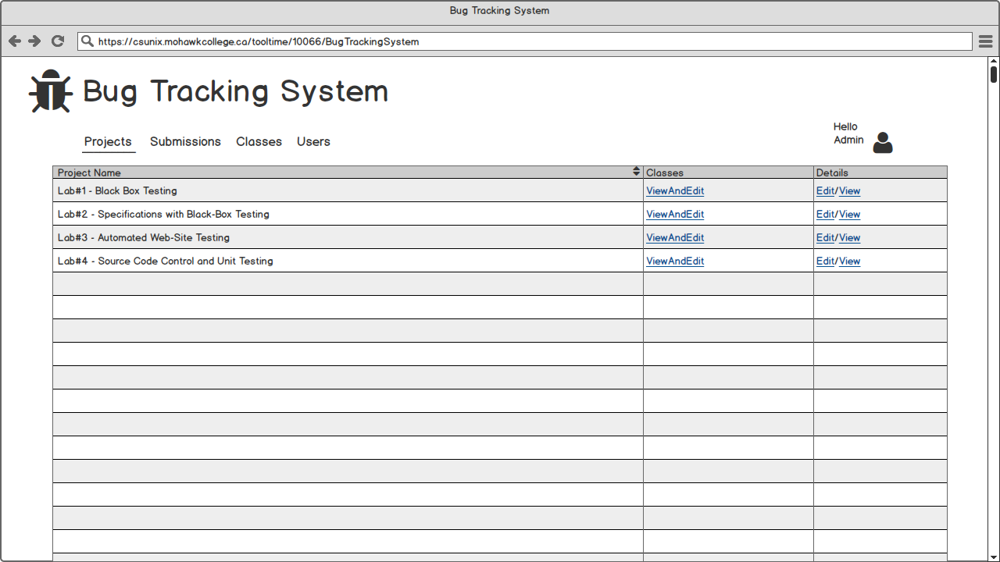 Bug Tracking System
https://csunix.mohawkcollege.ca/tooltime/10066/BugTrackingSystem
Bug Tracking System
Hello
Admin
Projects Submissions Classes Users
Project Name Classes Details
Lab#1 - Black Box Testing ViewAndEdit Edit/View
Lab#2 - Specifications with Black-Box Testing ViewAndEdit Edit/View
Lab#3 - Automated Web-Site Testing ViewAndEdit Edit/View
Lab#4 - Source Code Control and Unit Testing ViewAndEdit Edit/View